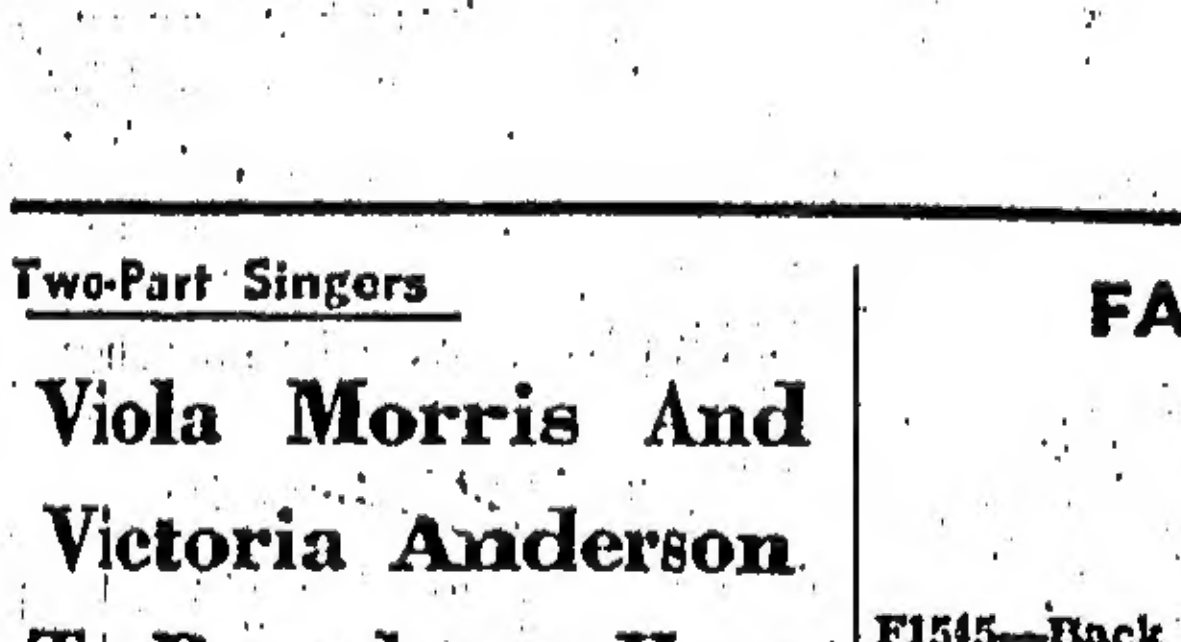 Two-Part Singers
Viola Morris And
Victoria Anderson
FA
F1545—Back